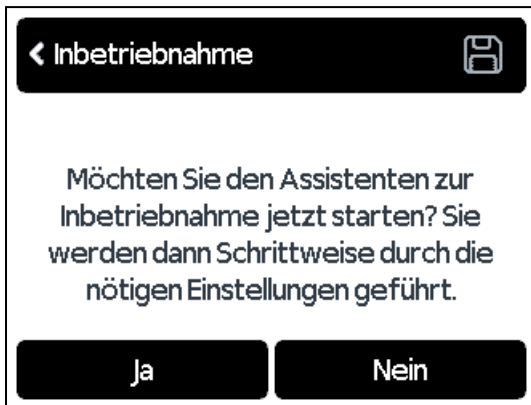 Inbetriebnahme
Möchten Sie den Assistenten zur
Inbetriebnahme jetzt starten? Sie
werden dann Schrittweise durch die
nötigen Einstellungen geführt.
Ja
Nein